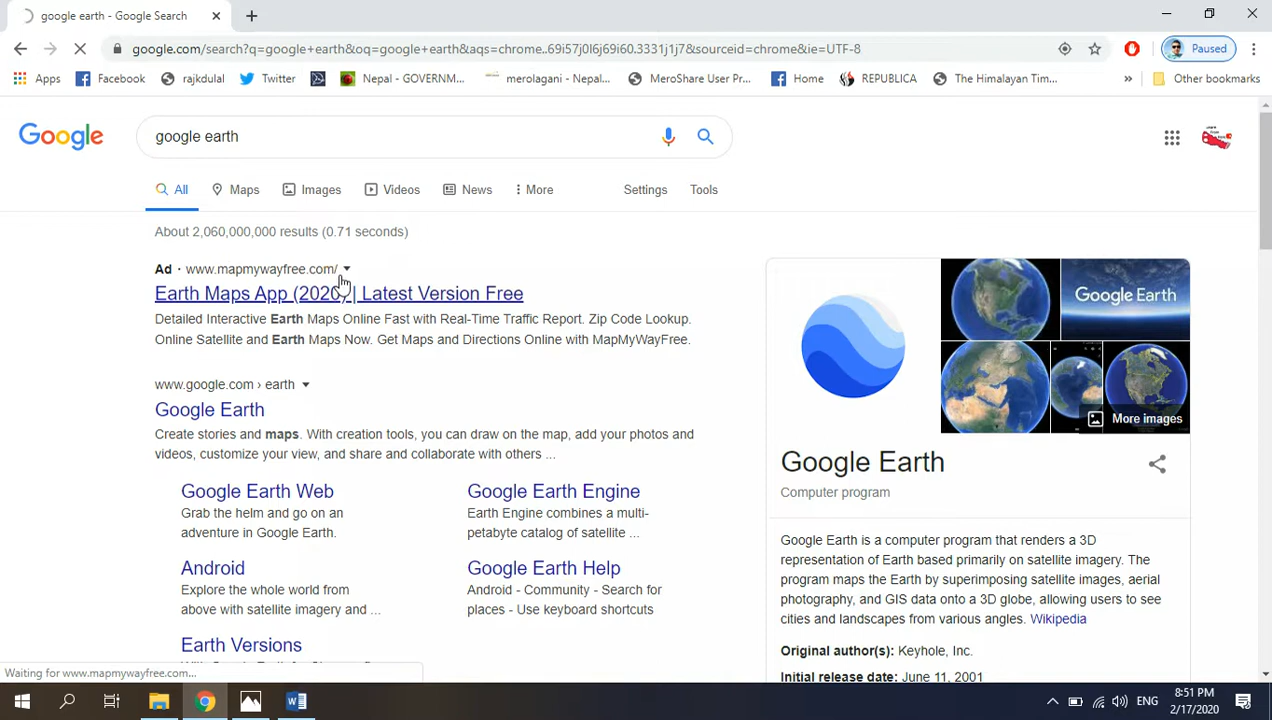 google earth - Google Search
google.com/search?q=google+earth&oq=google+earth&aqs=chrome..69i57j0l6j69i60.3331j1j7&sourceid=chrome&ie=UTF-8
Paused
Apps
Facebook
rajkdulal
Twitter
Nepal - GOVERNM...
merolagani - Nepal...
MeroShare User Pr...
Home
REPUBLICA
The Himalayan Tim...
»
Other bookmarks
Google
google earth
All
Maps
Images
Videos
News
More
Settings
Tools
About 2,060,000,000 results (0.71 seconds)
Ad · www.mapmywayfree.com/
Earth Maps App (2020) | Latest Version Free
Detailed Interactive Earth Maps Online Fast with Real-Time Traffic Report. Zip Code Lookup.
Online Satellite and Earth Maps Now. Get Maps and Directions Online with MapMyWayFree.
www.google.com › earth
Google Earth
Create stories and maps. With creation tools, you can draw on the map, add your photos and
videos, customize your view, and share and collaborate with others ...
Google Earth Web
Grab the helm and go on an
adventure in Google Earth.
Google Earth Engine
Earth Engine combines a multi-
petabyte catalog of satellite ...
Android
Explore the whole world from
above with satellite imagery and ...
Google Earth Help
Android - Community - Search for
places - Use keyboard shortcuts
Earth Versions
Google Earth
More images
Google Earth
Computer program
Google Earth is a computer program that renders a 3D
representation of Earth based primarily on satellite imagery. The
program maps the Earth by superimposing satellite images, aerial
photography, and GIS data onto a 3D globe, allowing users to see
cities and landscapes from various angles. Wikipedia
Original author(s): Keyhole, Inc.
Initial release date: June 11, 2001
Waiting for www.mapmywayfree.com...
ENG
8:51 PM
2/17/2020